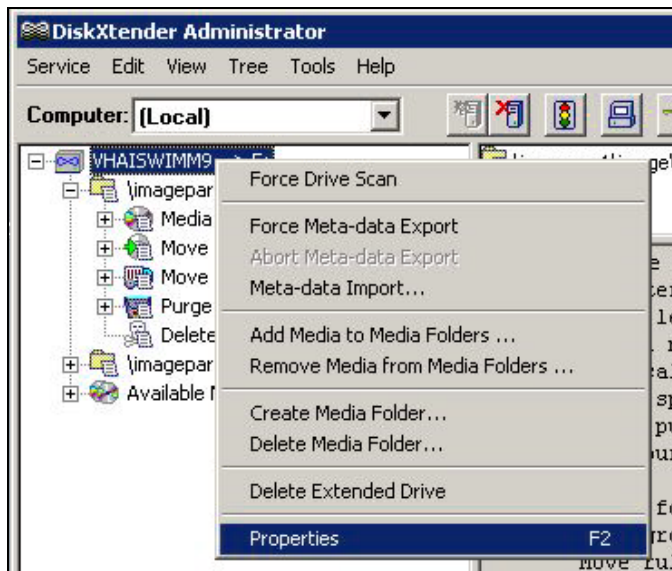 DiskXtender Administrator
Service Edit View Tree Tools Help
Computer: (Local)
VHAISWIMM9
\imagepar
Media
Move
Move
Purge
Delete
\imagepar
Available
Force Drive Scan
Force Meta-data Export
Abort Meta-data Export
Meta-data Import...
Add Media to Media Folders ...
Remove Media from Media Folders ...
Create Media Folder...
Delete Media Folder...
Delete Extended Drive
Properties F2
Move